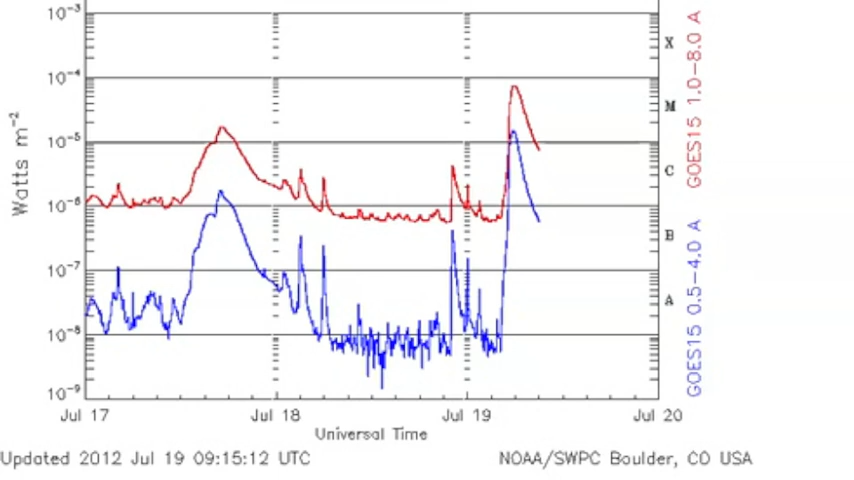 10⁻³
X
10⁻⁴
M
10⁻⁵
C
10⁻⁶
B
10⁻⁷
A
10⁻⁸
10⁻⁹
Watts m⁻²
GOES15 1.0-8.0 A
GOES15 0.5-4.0 A
Jul 17 Jul 18 Jul 19 Jul 20
Universal Time
Updated 2012 Jul 19 09:15:12 UTC NOAA/SWPC Boulder, CO USA